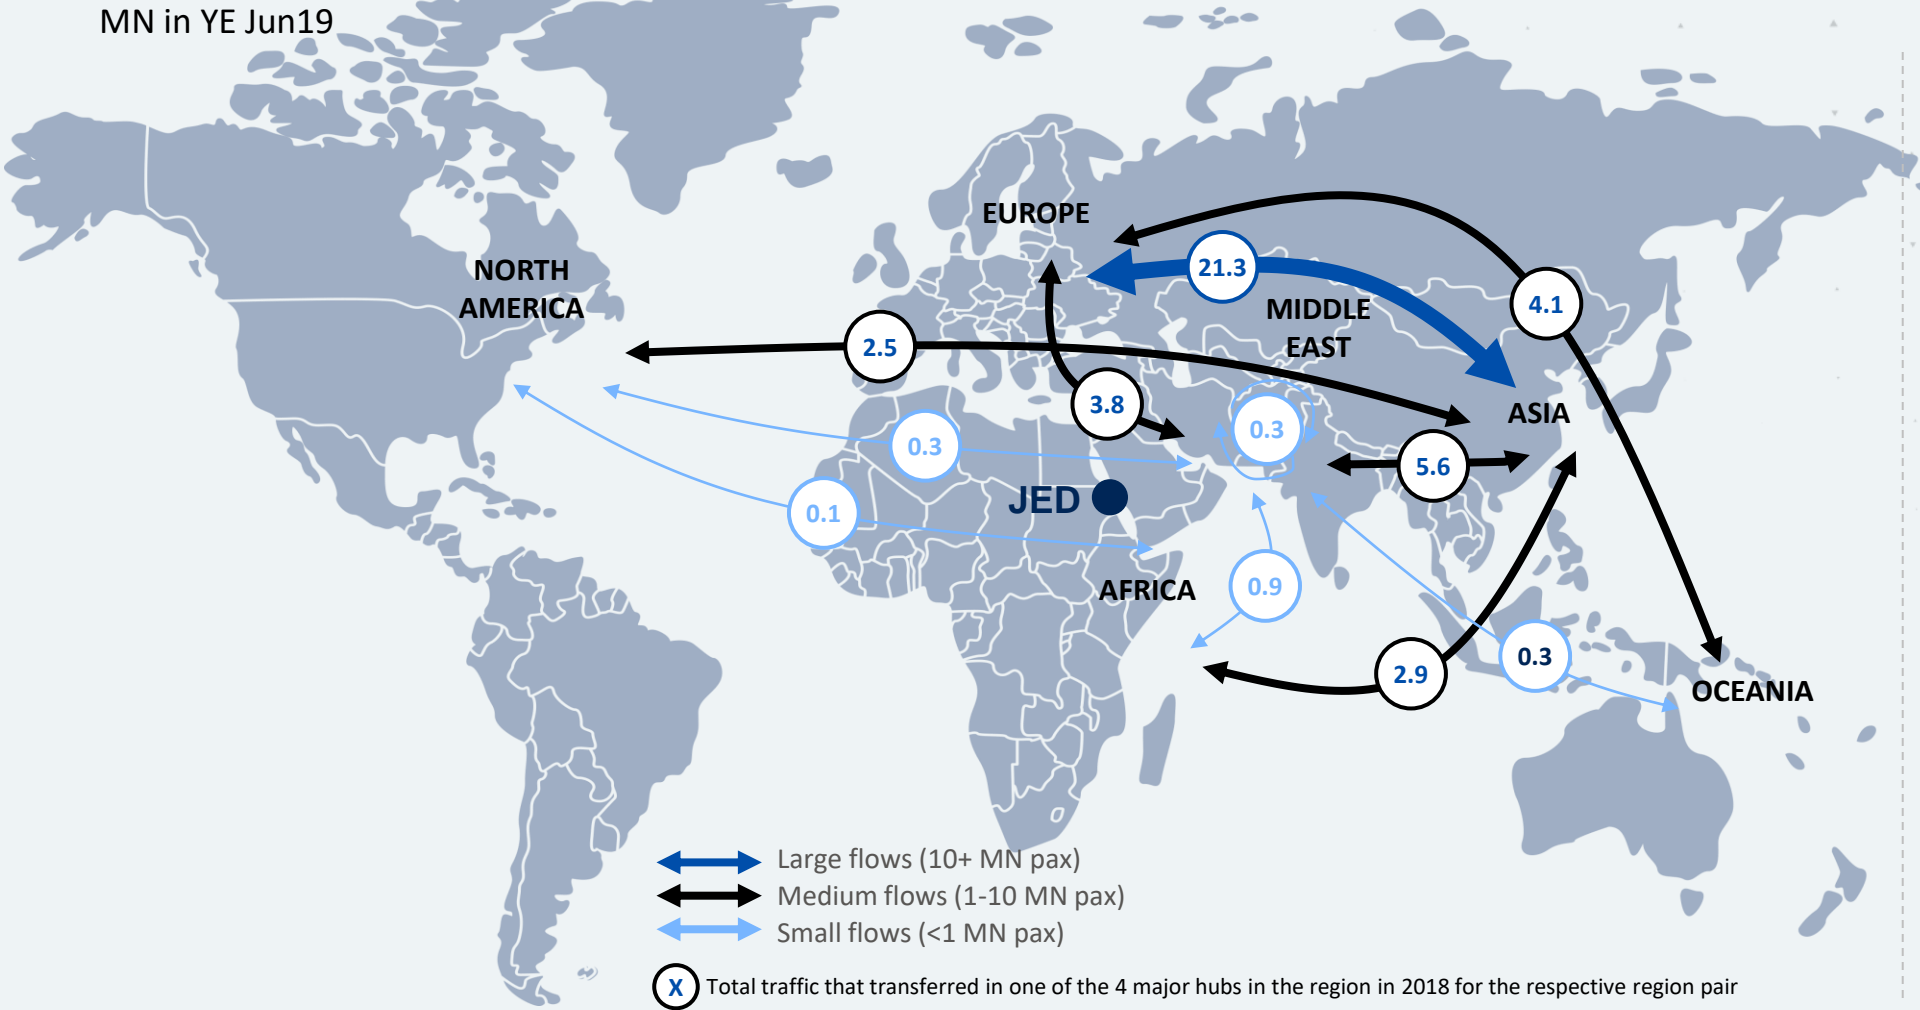 MN in YE Jun19
EUROPE
NORTH
AMERICA
21.3
4.1
MIDDLE
EAST
2.5
3.8
ASIA
0.3
0.3
5.6
JED
0.1
AFRICA
0.9
2.9
0.3
OCEANIA
Large flows (10+ MN pax)
Medium flows (1-10 MN pax)
Small flows (<1 MN pax)
X Total traffic that transferred in one of the 4 major hubs in the region in 2018 for the respective region pair